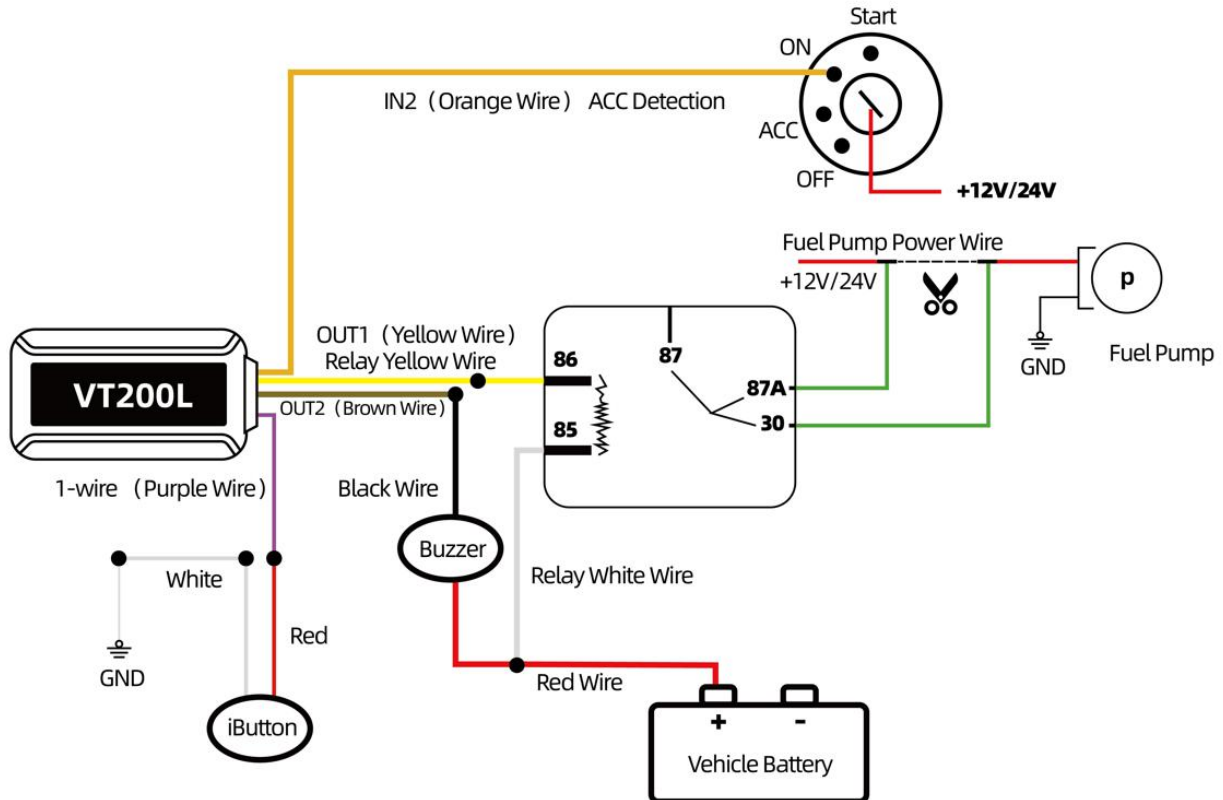 Start
ON
IN2（Orange Wire） ACC Detection
ACC
OFF
+12V/24V
Fuel Pump Power Wire
+12V/24V
p
GND
Fuel Pump
OUT1（Yellow Wire）
Relay Yellow Wire
86
87
87A
30
85
VT200L
OUT2（Brown Wire）
1-wire （Purple Wire）
Black Wire
Buzzer
White
Relay White Wire
Red
GND
Red Wire
iButton
+ -
Vehicle Battery